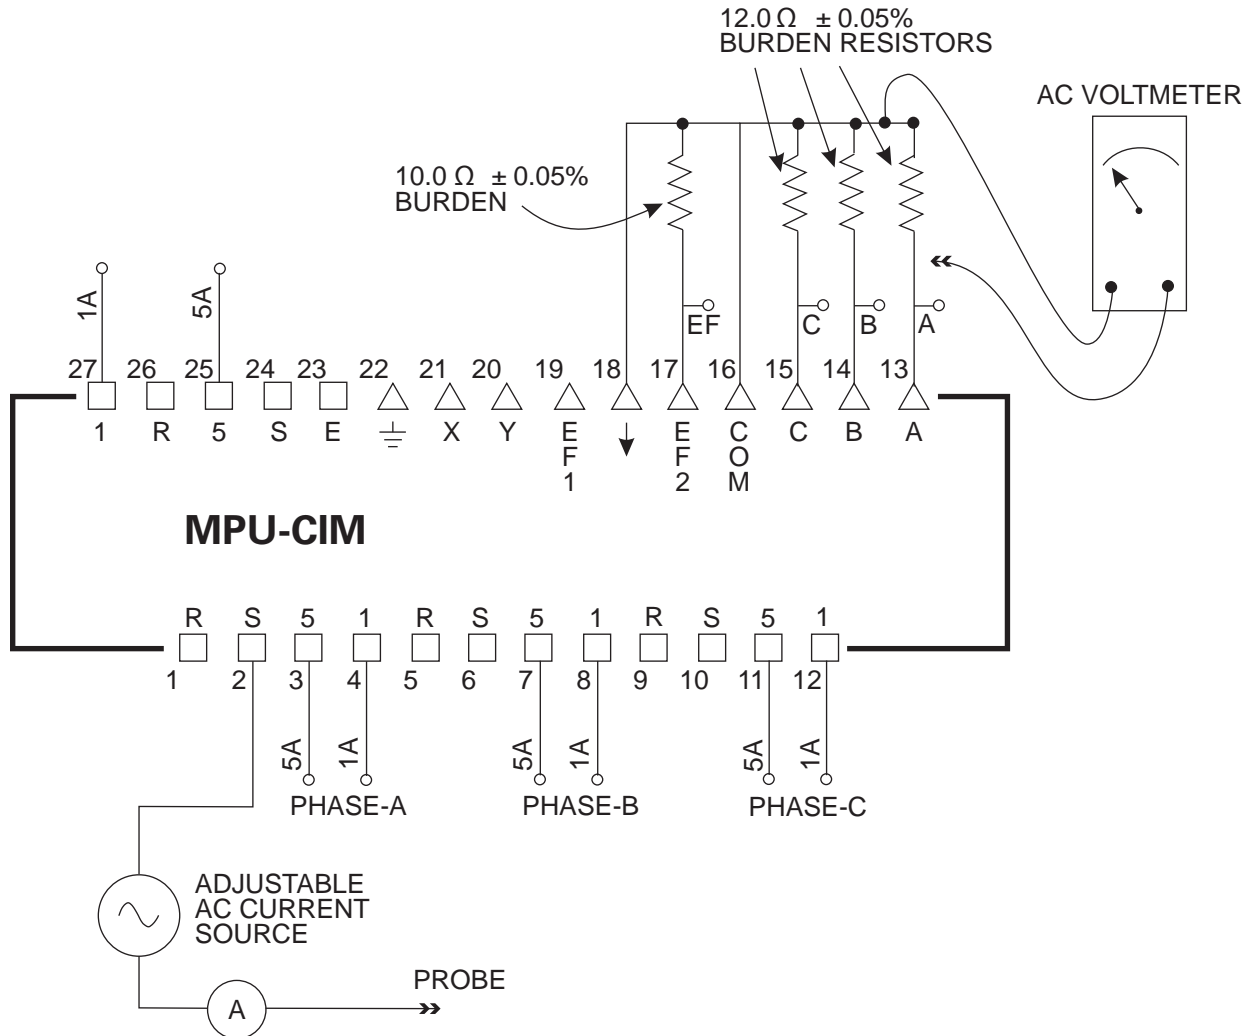 12.0 Ω ± 0.05%
BURDEN RESISTORS
AC VOLTMETER
10.0 Ω ± 0.05%
BURDEN
1A
5A
EF
C
B
A
27 26 25 24 23 22 21 20 19 18 17 16 15 14 13
1 R 5 S E X Y EF1 EF2 COM C B A
MPU-CIM
R S 5 1 R S 5 1 R S 5 1
1 2 3 4 5 6 7 8 9 10 11 12
5A 1A 5A 1A 5A 1A
PHASE-A PHASE-B PHASE-C
ADJUSTABLE
AC CURRENT
SOURCE
PROBE
A